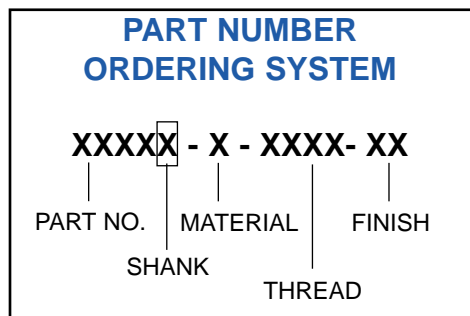 PART NUMBER
ORDERING SYSTEM
XXXXX - X - XXXX- XX
PART NO. MATERIAL FINISH
SHANK
THREAD